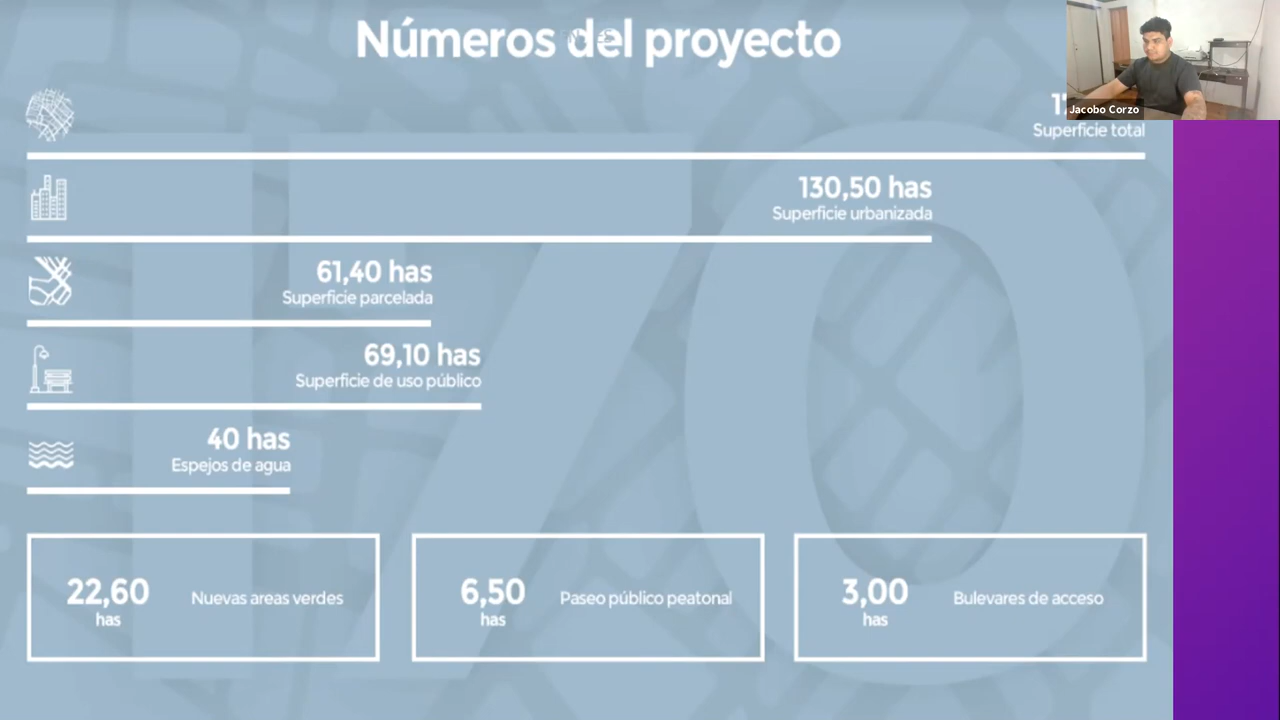 Números del proyecto
Jacobo Corzo
Superficie total
130,50 has
Superficie urbanizada
61,40 has
Superficie parcelada
69,10 has
Superficie de uso público
40 has
Espejos de agua
22,60
has
Nuevas areas verdes
6,50
has
Paseo público peatonal
3,00
has
Bulevares de acceso
170